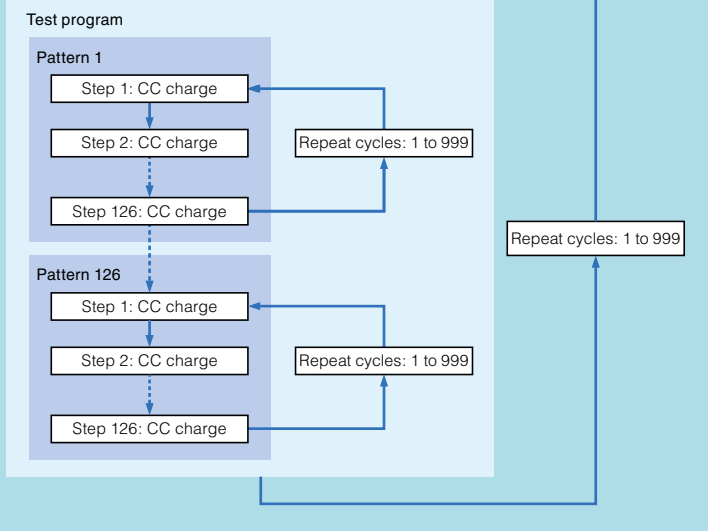 Test program
Pattern 1
Step 1: CC charge
Step 2: CC charge
Repeat cycles: 1 to 999
Step 126: CC charge
Repeat cycles: 1 to 999
Pattern 126
Step 1: CC charge
Step 2: CC charge
Repeat cycles: 1 to 999
Step 126: CC charge